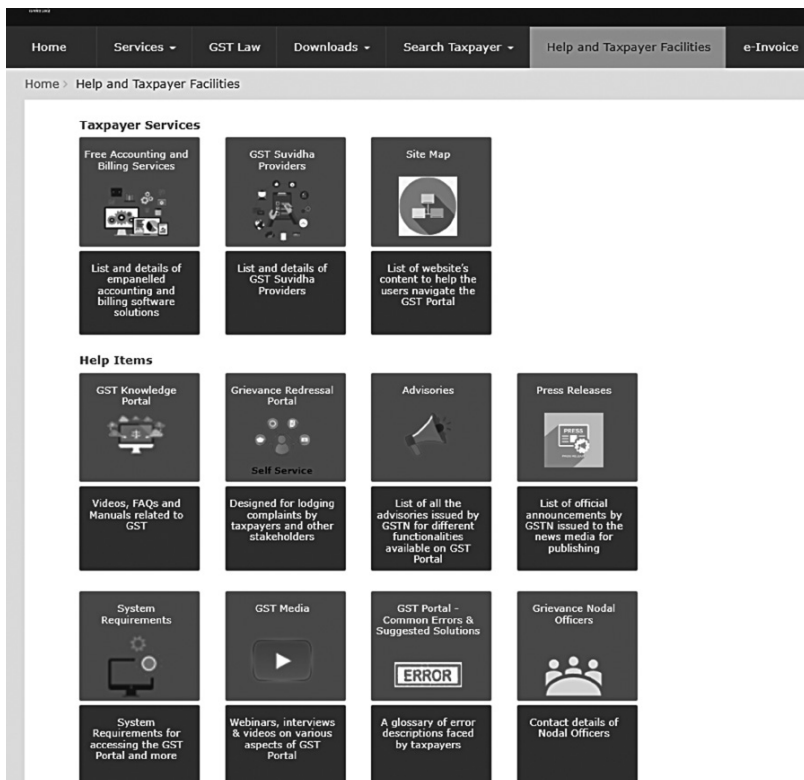 Home Services GST Law Downloads Search Taxpayer Help and Taxpayer Facilities e-Invoice
Home > Help and Taxpayer Facilities
Taxpayer Services
Free Accounting and
Billing Services
List and details of
empanelled
accounting and
billing software
solutions
GST Suvidha
Providers
List and details of
GST Suvidha
Providers
Site Map
List of website's
content to help the
users navigate the
GST Portal
Help Items
GST Knowledge
Portal
Videos, FAQs and
Manuals related to
GST
Grievance Redressal
Portal
Self Service
Designed for lodging
complaints by
taxpayers and other
stakeholders
Advisories
List of all the
advisories issued by
GSTN for different
functionalities
available on GST
Portal
Press Releases
PRESS
List of official
announcements by
GSTN issued to the
news media for
publishing
System
Requirements
System
Requirements for
accessing the GST
Portal and more
GST Media
Webinars, interviews
& videos on various
aspects of GST
Portal
GST Portal -
Common Errors &
Suggested Solutions
ERROR
A glossary of error
descriptions faced
by taxpayers
Grievance Nodal
Officers
Contact details of
Nodal Officers